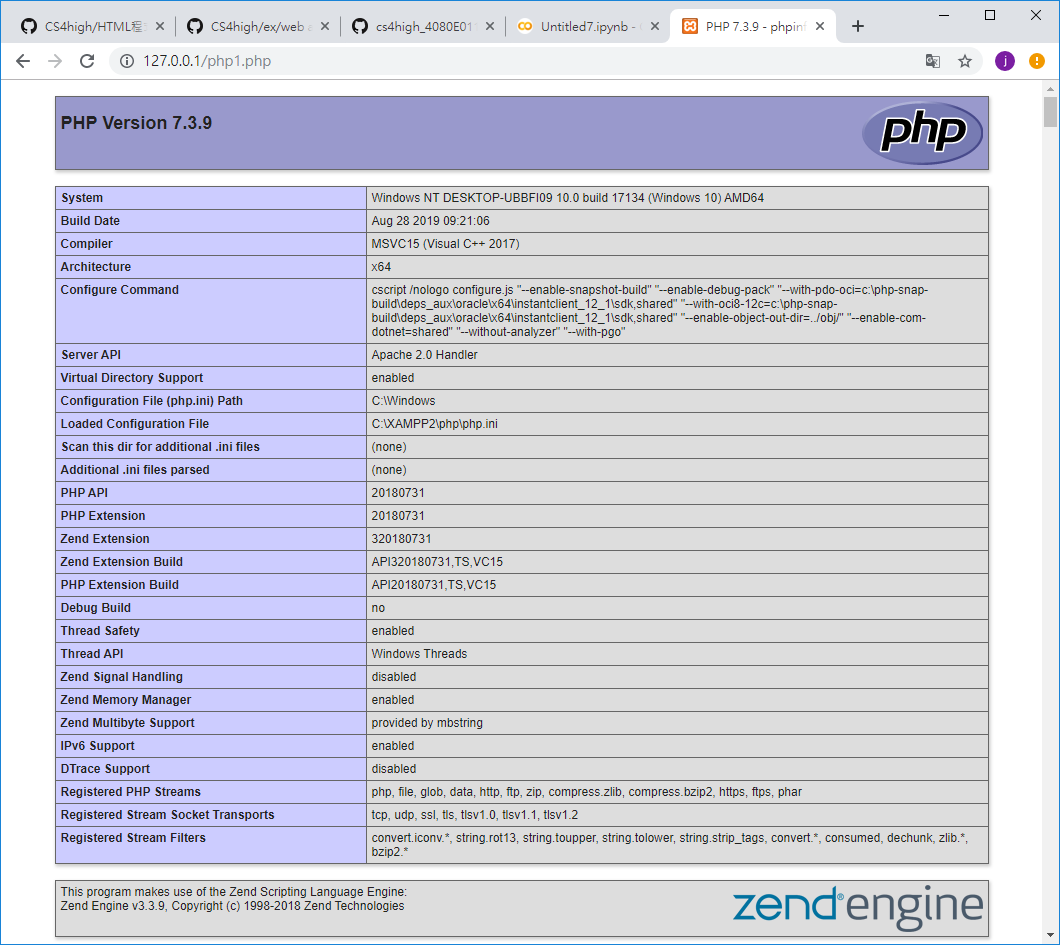 CS4high/HTML程
CS4high/ex/web a
cs4high_4080E011
Untitled7.ipynb -
PHP 7.3.9 - phpinf
127.0.0.1/php1.php
j
PHP Version 7.3.9
php
System Windows NT DESKTOP-UBBFI09 10.0 build 17134 (Windows 10) AMD64
Build Date Aug 28 2019 09:21:06
Compiler MSVC15 (Visual C++ 2017)
Architecture x64
Configure Command cscript /nologo configure.js "--enable-snapshot-build" "--enable-debug-pack" "--with-pdo-oci=c:\php-snap-
build\deps_aux\oracle\x64\instantclient_12_1\sdk,shared" "--with-oci8-12c=c:\php-snap-
build\deps_aux\oracle\x64\instantclient_12_1\sdk,shared" "--enable-object-out-dir=../obj/" "--enable-com-
dotnet=shared" "--without-analyzer" "--with-pgo"
Server API Apache 2.0 Handler
Virtual Directory Support enabled
Configuration File (php.ini) Path C:\Windows
Loaded Configuration File C:\XAMPP2\php\php.ini
Scan this dir for additional .ini files (none)
Additional .ini files parsed (none)
PHP API 20180731
PHP Extension 20180731
Zend Extension 320180731
Zend Extension Build API320180731,TS,VC15
PHP Extension Build API20180731,TS,VC15
Debug Build no
Thread Safety enabled
Thread API Windows Threads
Zend Signal Handling disabled
Zend Memory Manager enabled
Zend Multibyte Support provided by mbstring
IPv6 Support enabled
DTrace Support disabled
Registered PHP Streams php, file, glob, data, http, ftp, zip, compress.zlib, compress.bzip2, https, ftps, phar
Registered Stream Socket Transports tcp, udp, ssl, tls, tlsv1.0, tlsv1.1, tlsv1.2
Registered Stream Filters convert.iconv.*, string.rot13, string.toupper, string.tolower, string.strip_tags, convert.*, consumed, dechunk, zlib.*,
bzip2.*
This program makes use of the Zend Scripting Language Engine:
Zend Engine v3.3.9, Copyright (c) 1998-2018 Zend Technologies
zend® engine